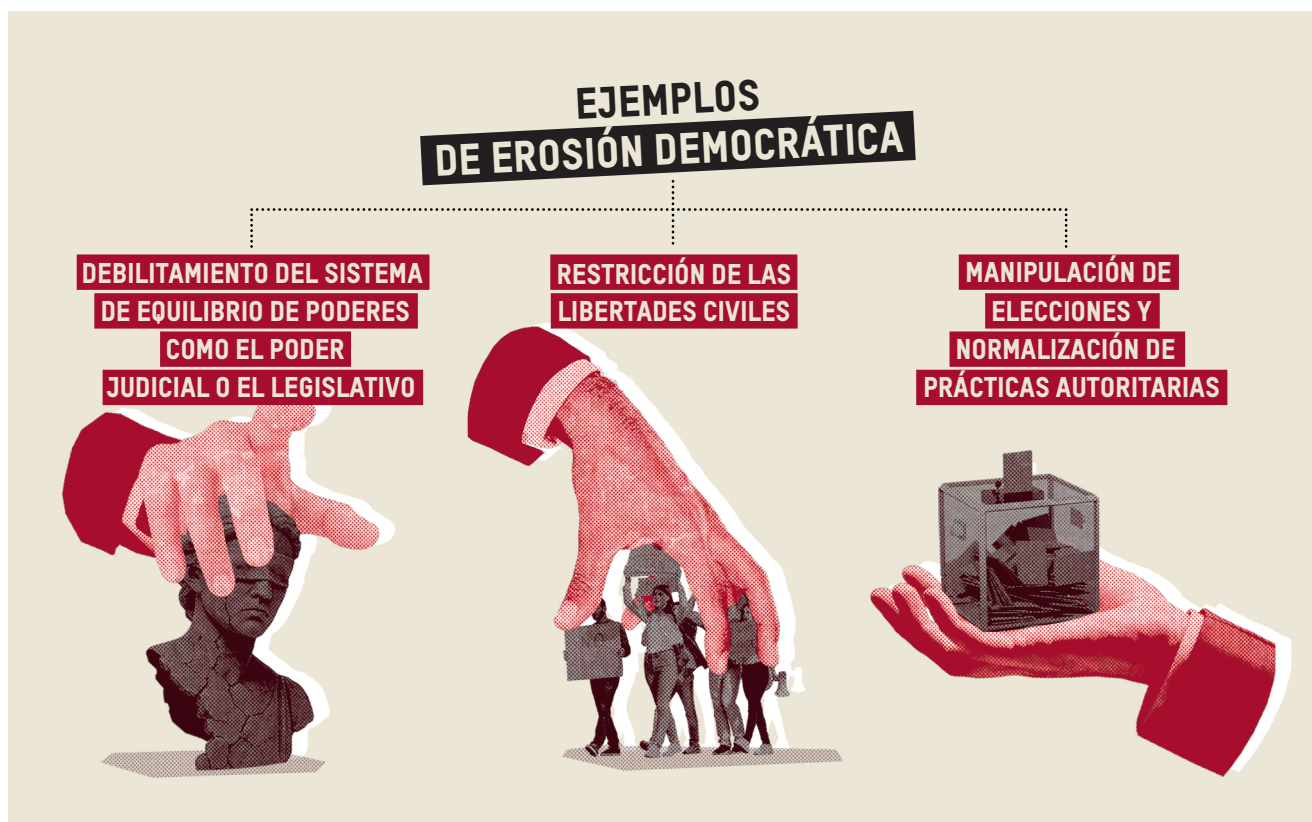 EJEMPLOS
DE EROSIÓN DEMOCRÁTICA
DEBILITAMIENTO DEL SISTEMA
DE EQUILIBRIO DE PODERES
COMO EL PODER
JUDICIAL O EL LEGISLATIVO
RESTRICCIÓN DE LAS
LIBERTADES CIVILES
MANIPULACIÓN DE
ELECCIONES Y
NORMALIZACIÓN DE
PRÁCTICAS AUTORITARIAS